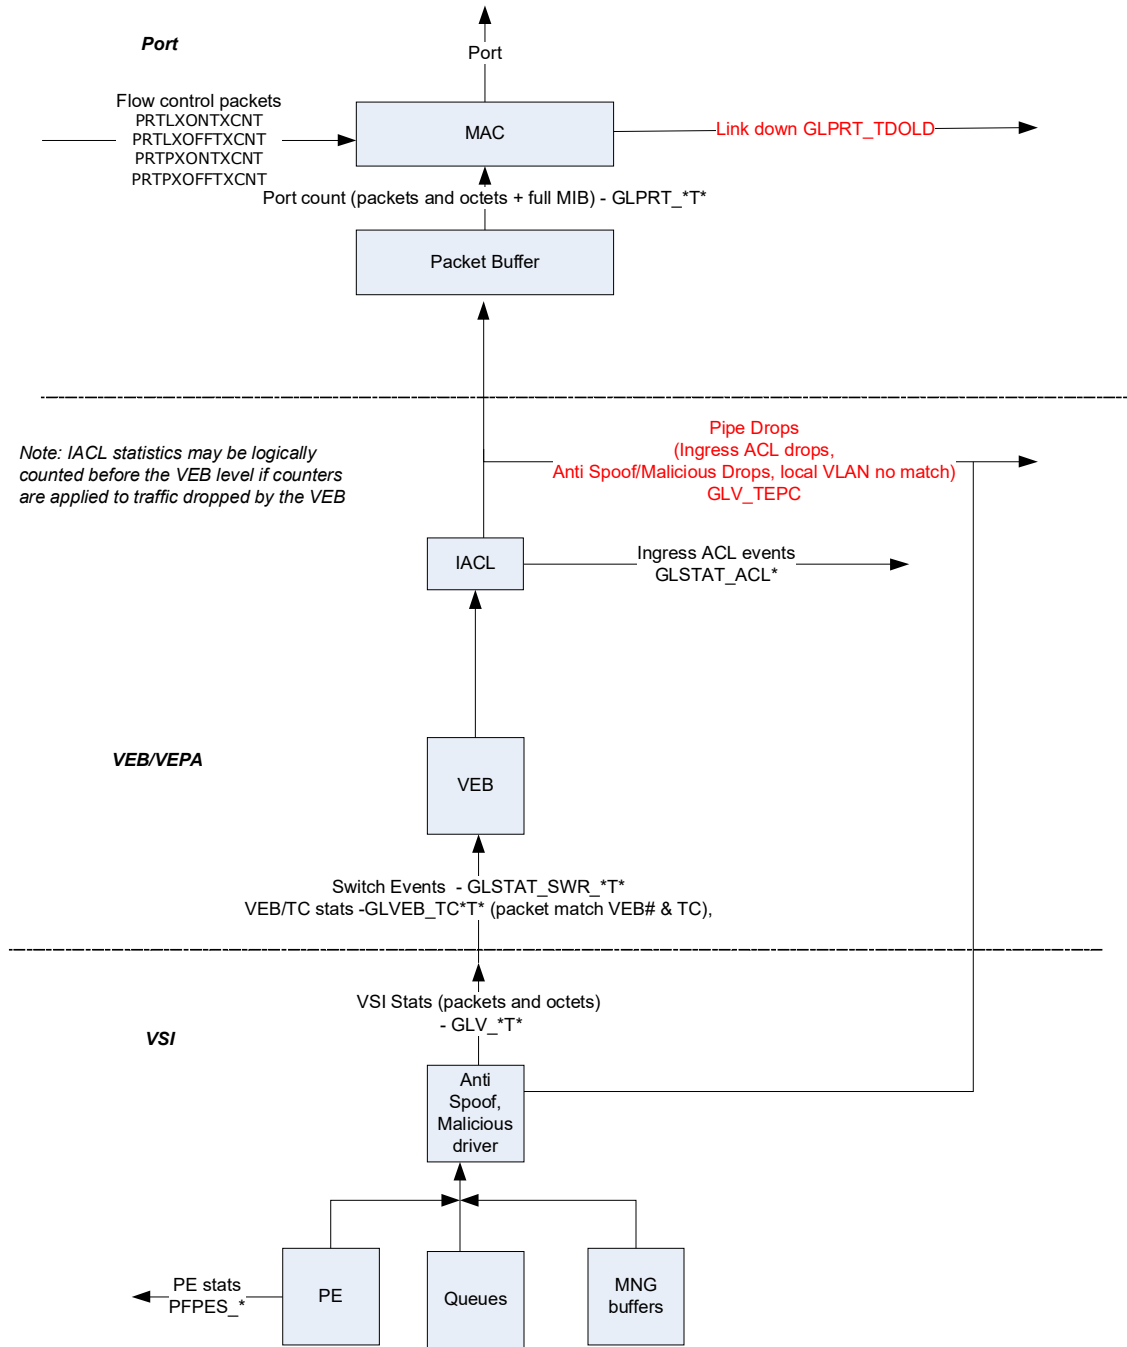 Port
Port
Flow control packets
PRTLXONTXCNT
PRTLXOFFTXCNT
PRTPXONTXCNT
PRTPXOFFTXCNT
MAC
Link down GLPRT_TDOLD
Port count (packets and octets + full MIB) - GLPRT_*T*
Packet Buffer
Note: IACL statistics may be logically
counted before the VEB level if counters
are applied to traffic dropped by the VEB
Pipe Drops
(Ingress ACL drops,
Anti Spoof/Malicious Drops, local VLAN no match)
GLV_TEPC
IACL
Ingress ACL events
GLSTAT_ACL*
VEB/VEPA
VEB
Switch Events - GLSTAT_SWR_*T*
VEB/TC stats -GLVEB_TC*T* (packet match VEB# & TC),
VSI Stats (packets and octets)
- GLV_*T*
VSI
Anti
Spoof,
Malicious
driver
PE stats
PFPES_*
PE
Queues
MNG
buffers